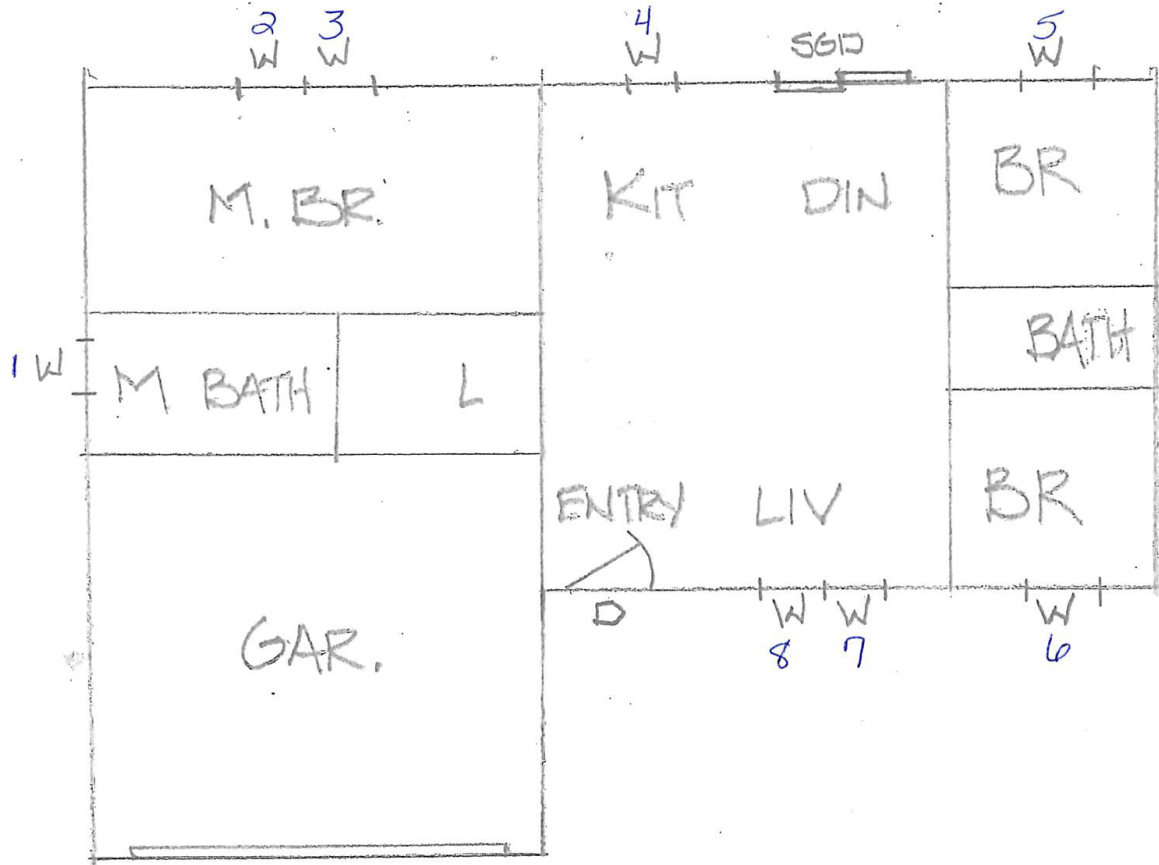 2 3 4 5
W W W SGD W
M. BR. KIT DIN BR
1 W M BATH L BATH
ENTRY LIV BR
D W W W
8 7 6
GAR.